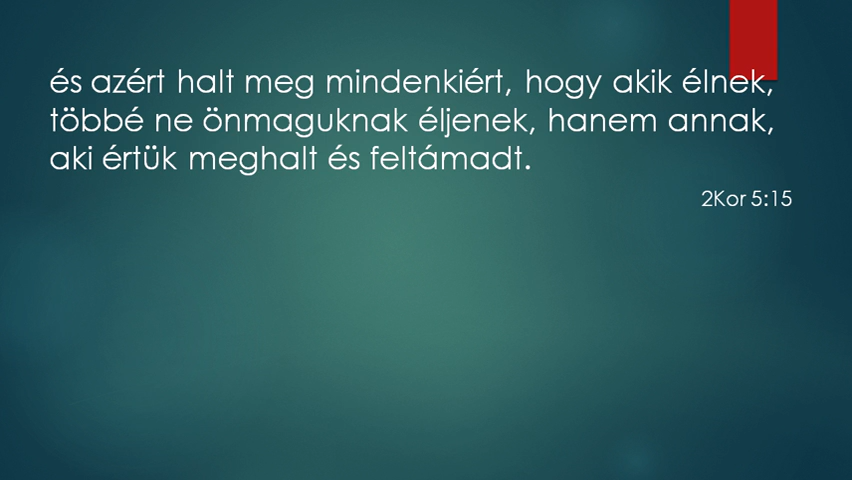 és azért halt meg mindenkiért, hogy akik élnek,
többé ne önmaguknak éljenek, hanem annak,
aki értük meghalt és feltámadt.
2Kor 5:15